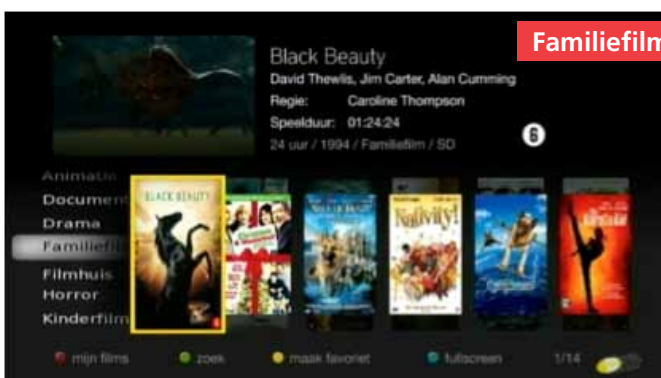 Familiefilm
Black Beauty
David Thewlis, Jim Carter, Alan Cumming
Regie: Caroline Thompson
Speelduur: 01:24:24
24 uur / 1994 / Familiefilm / SD
6
Animatie
Document
Drama
Familiefil
Filmhuis
Horror
Kinderfilm
BLACK BEAUTY
Nativity!
mijn films
zoek
maak favoriet
fullscreen
1/14